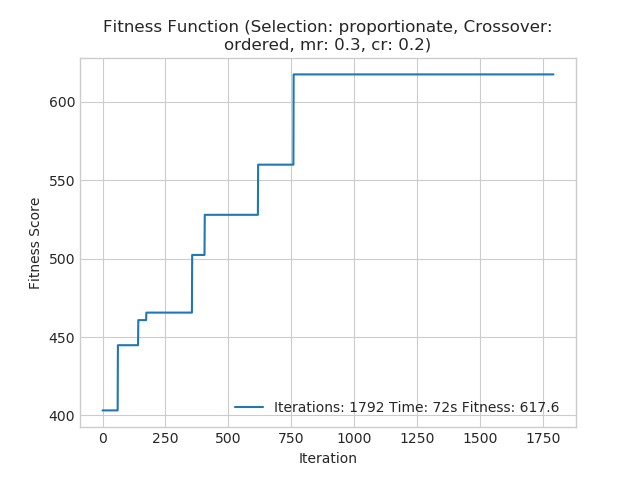 Fitness Function (Selection: proportionate, Crossover:
ordered, mr: 0.3, cr: 0.2)
600
550
500
450
400
Fitness Score
Iterations: 1792 Time: 72s Fitness: 617.6
0 250 500 750 1000 1250 1500 1750
Iteration